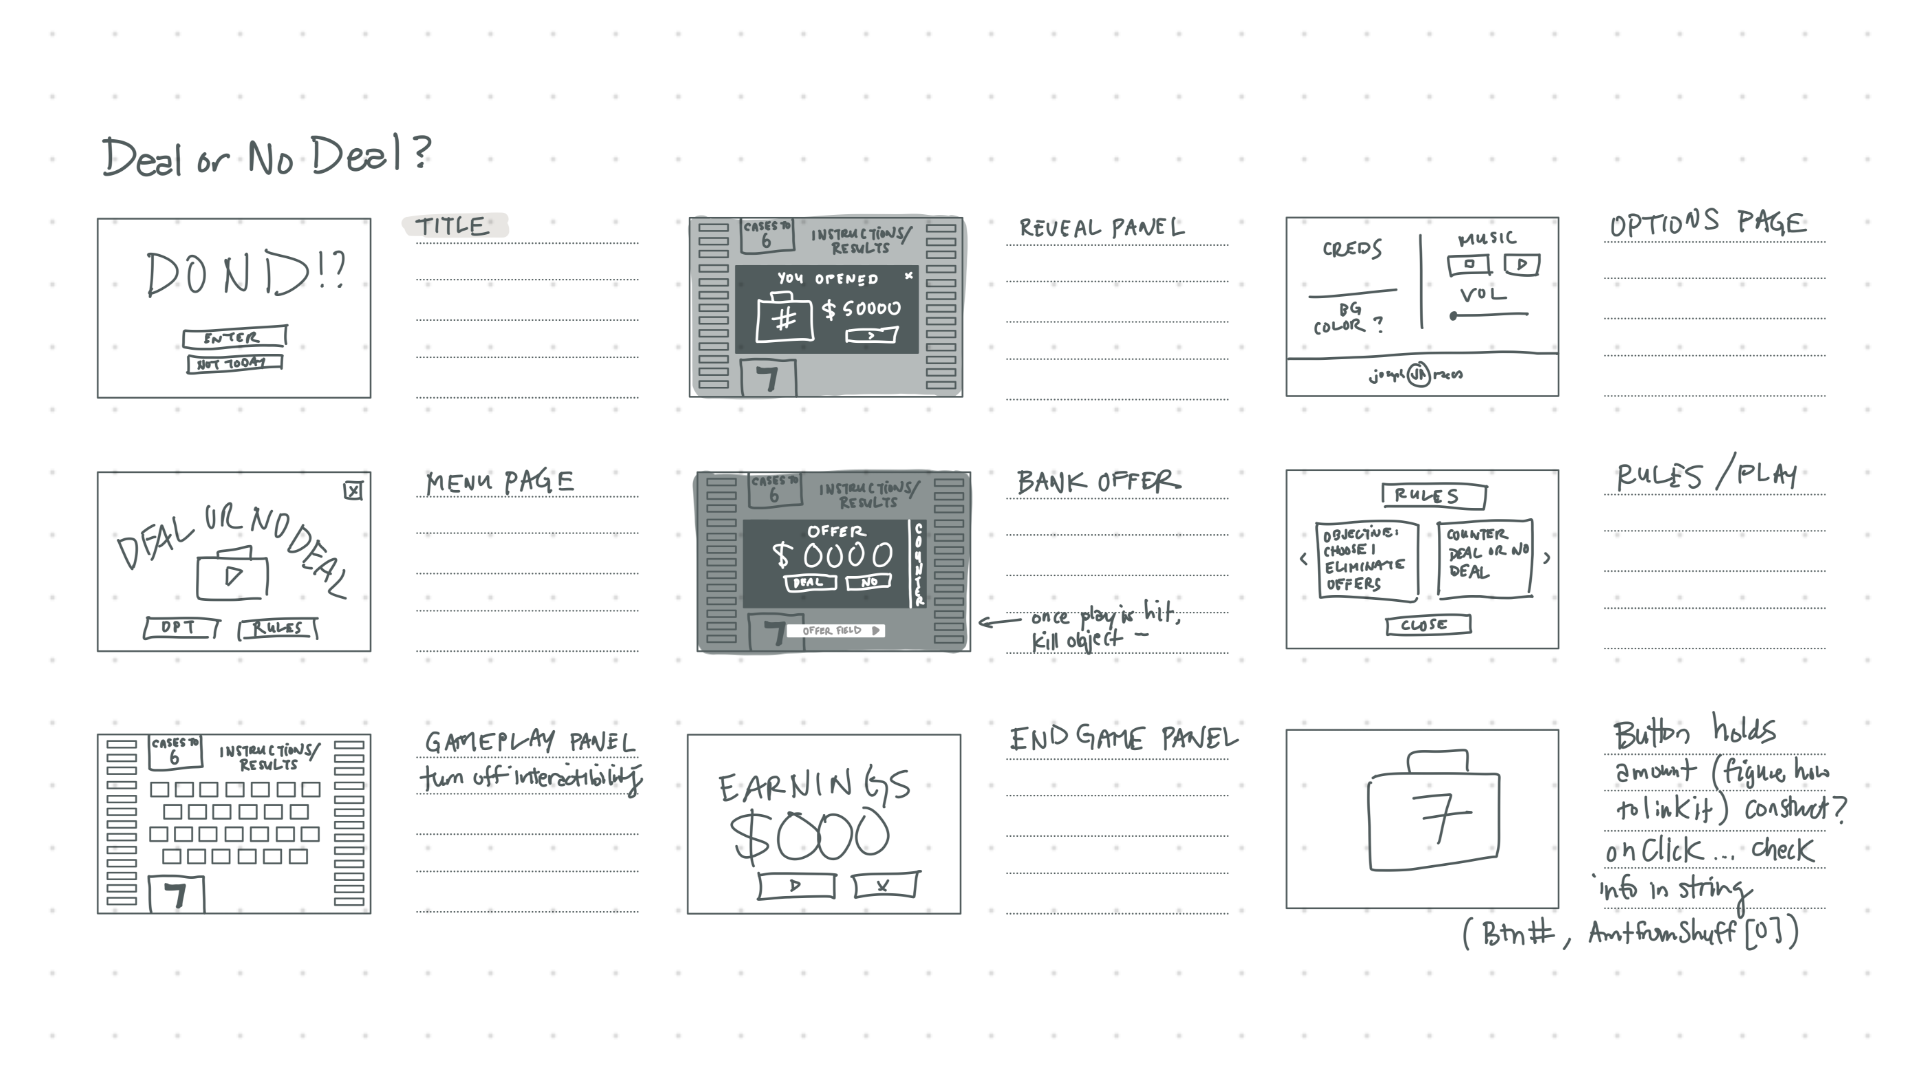 Deal or No Deal?
DOND!?
ENTER
NOT TODAY
TITLE
CASES TO
6
INSTRUCTIONS/
RESULTS
YOU OPENED
x
#
$ 50000
>
7
REVEAL PANEL
CREDS
BG
COLOR ?
MUSIC
VOL
joseph
OPTIONS PAGE
X
DEAL OR NO DEAL
OPT
RULES
MENU PAGE
CASES TO
6
INSTRUCTIONS/
RESULTS
OFFER
$ 0000
DEAL
NO
COUNTER
7
OFFER FIELD
BANK OFFER
once play is hit,
kill object -
RULES
<
OBJECTIVE:
CHOOSE 1
ELIMINATE
OFFERS
COUNTER
DEAL OR NO
DEAL
>
CLOSE
RULES / PLAY
CASES TO
6
INSTRUCTIONS/
RESULTS
7
GAMEPLAY PANEL
turn off interactibility
EARNINGS
$000
X
END GAME PANEL
7
Button holds
amount (figure how
to link it) construct?
on Click ... check
info in string
(Btn#, AmtfromShuff[0])